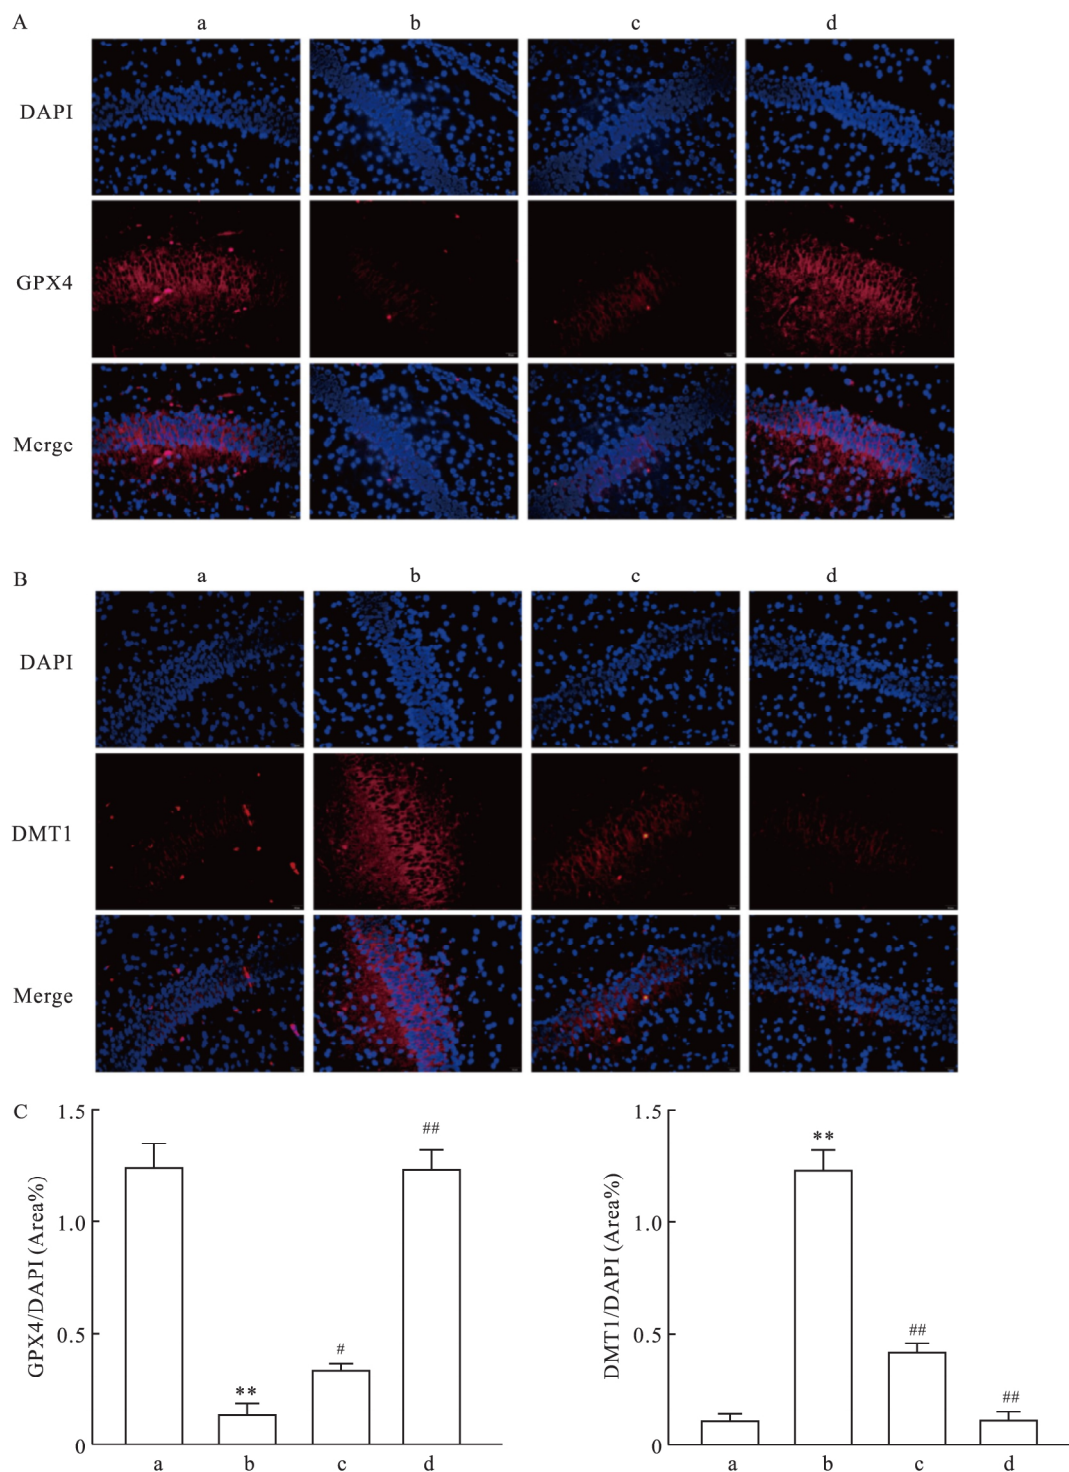 A
a b c d
DAPI
GPX4
Mcrgc
B
a b c d
DAPI
DMT1
Merge
C
GPX4/DAPI (Area%)
1.5
1.0
0.5
0
**
#
##
a b c d
DMT1/DAPI (Area%)
1.5
1.0
0.5
0
**
##
##
a b c d